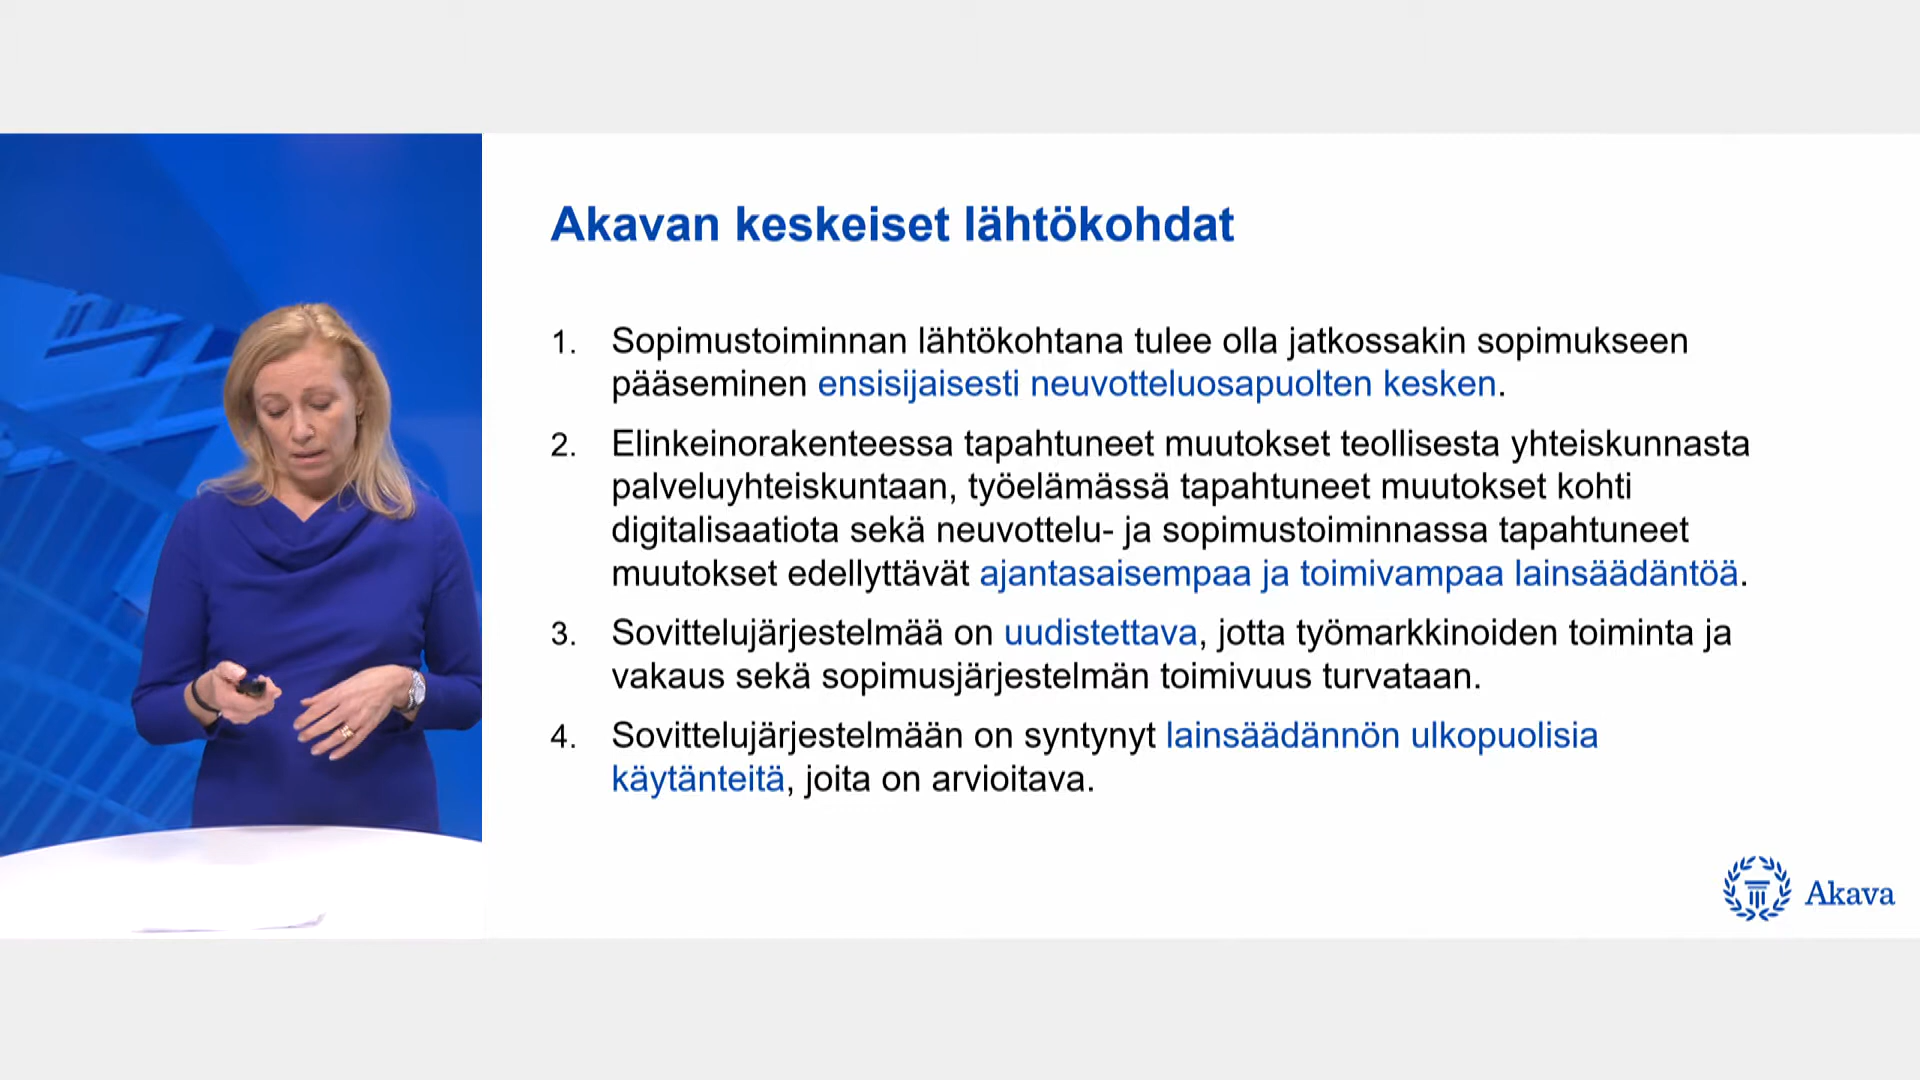 Akavan keskeiset lähtökohdat
1. Sopimustoiminnan lähtökohtana tulee olla jatkossakin sopimukseen
pääseminen ensisijaisesti neuvotteluosapuolten kesken.
2. Elinkeinorakenteessa tapahtuneet muutokset teollisesta yhteiskunnasta
palveluyhteiskuntaan, työelämässä tapahtuneet muutokset kohti
digitalisaatiota sekä neuvottelu- ja sopimustoiminnassa tapahtuneet
muutokset edellyttävät ajantasaisempaa ja toimivampaa lainsäädäntöä.
3. Sovittelujärjestelmää on uudistettava, jotta työmarkkinoiden toiminta ja
vakaus sekä sopimusjärjestelmän toimivuus turvataan.
4. Sovittelujärjestelmään on syntynyt lainsäädännön ulkopuolisia
käytänteitä, joita on arvioitava.
Akava